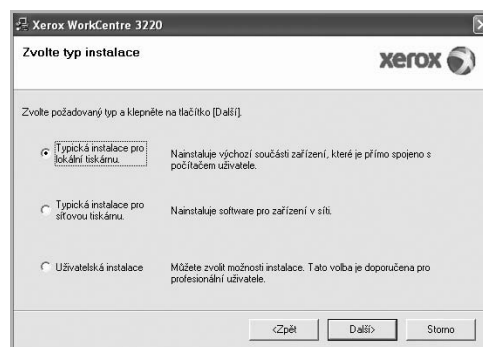 Xerox WorkCentre 3220
Zvolte typ instalace
xerox
Zvolte požadovaný typ a klepněte na tlačítko [Další].
Typická instalace pro
lokální tiskárnu.
Nainstaluje výchozí součásti zařízení, které je přímo spojeno s
počítačem uživatele.
Typická instalace pro
síťovou tiskárnu.
Nainstaluje software pro zařízení v síti.
Uživatelská instalace
Můžete zvolit možnosti instalace. Tato volba je doporučena pro
profesionální uživatele.
<Zpět
Další>
Storno